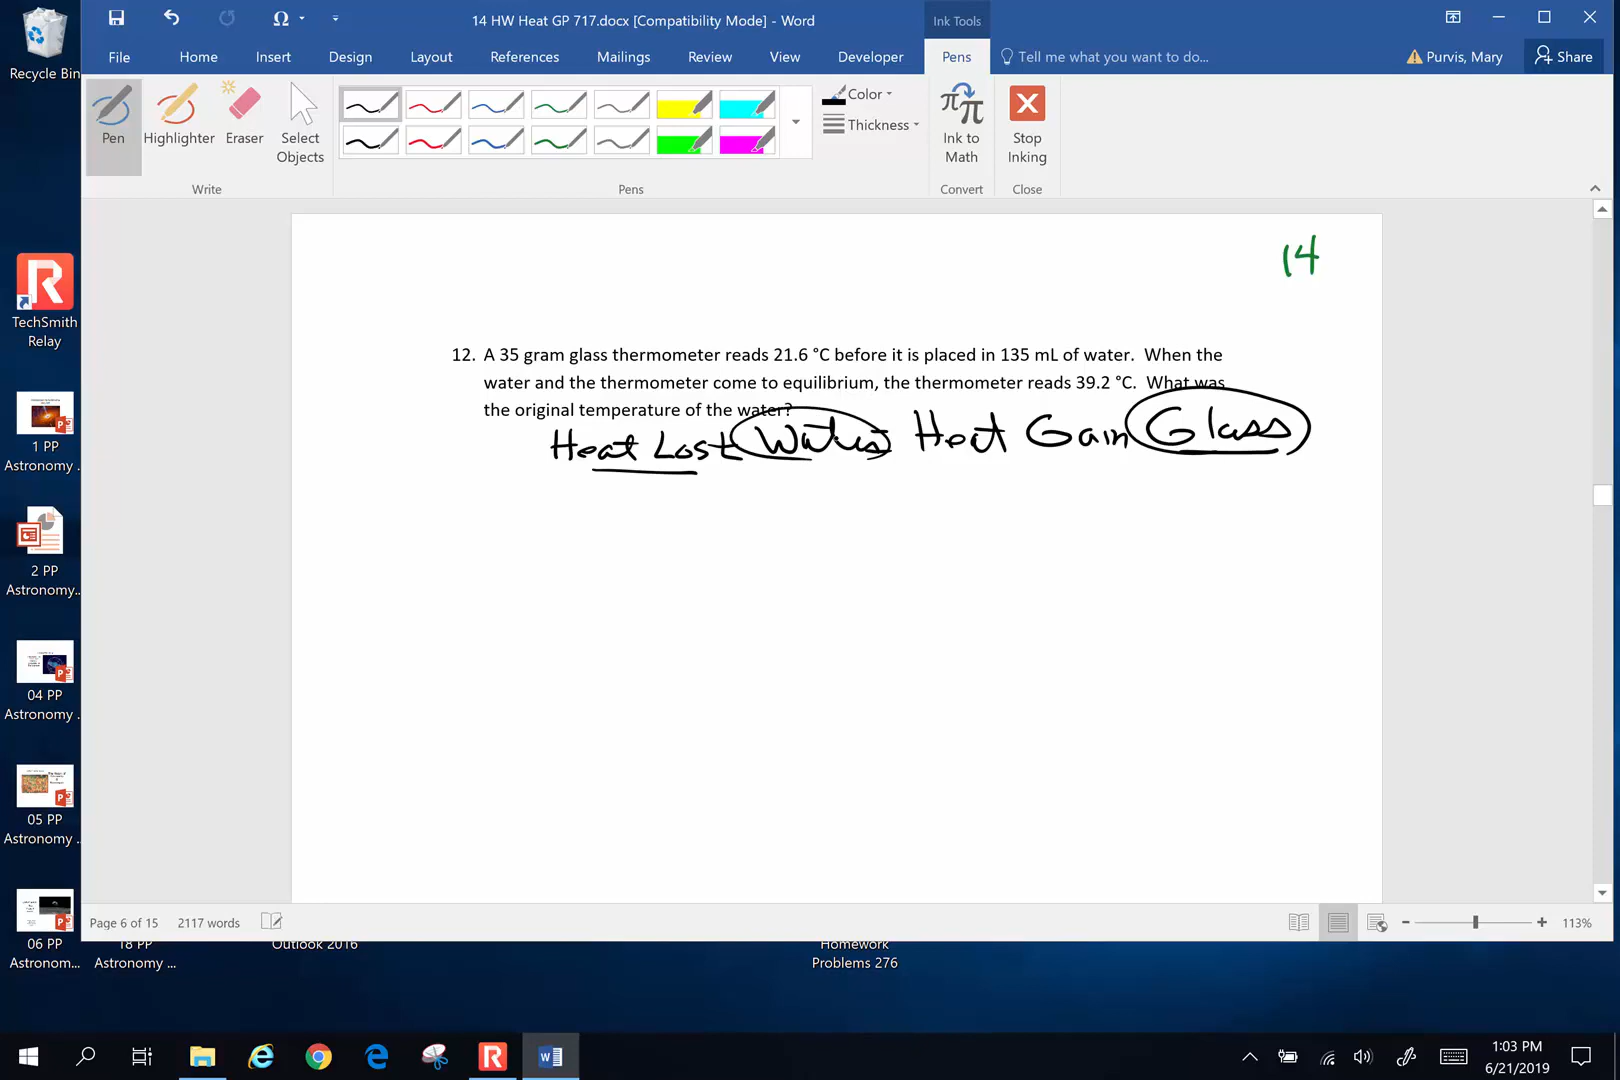 Recycle Bin
TechSmith
Relay
1 PP
Astronomy ...
2 PP
Astronomy...
04 PP
Astronomy ...
05 PP
Astronomy ...
06 PP
Astronom...
18 PP
Astronomy ...
Outlook 2016
Homework
Problems 276
14 HW Heat GP 717.docx [Compatibility Mode] - Word
Ink Tools
File Home Insert Design Layout References Mailings Review View Developer Pens Tell me what you want to do... Purvis, Mary Share
Pen Highlighter Eraser Select
Objects
Write
Pens
Color
Thickness
Ink to
Math
Convert
Stop
Inking
Close
14
12. A 35 gram glass thermometer reads 21.6 °C before it is placed in 135 mL of water. When the
water and the thermometer come to equilibrium, the thermometer reads 39.2 °C. What was
the original temperature of the water?
Heat Lost Water Heat Gain Glass
Page 6 of 15 2117 words 113%
1:03 PM
6/21/2019